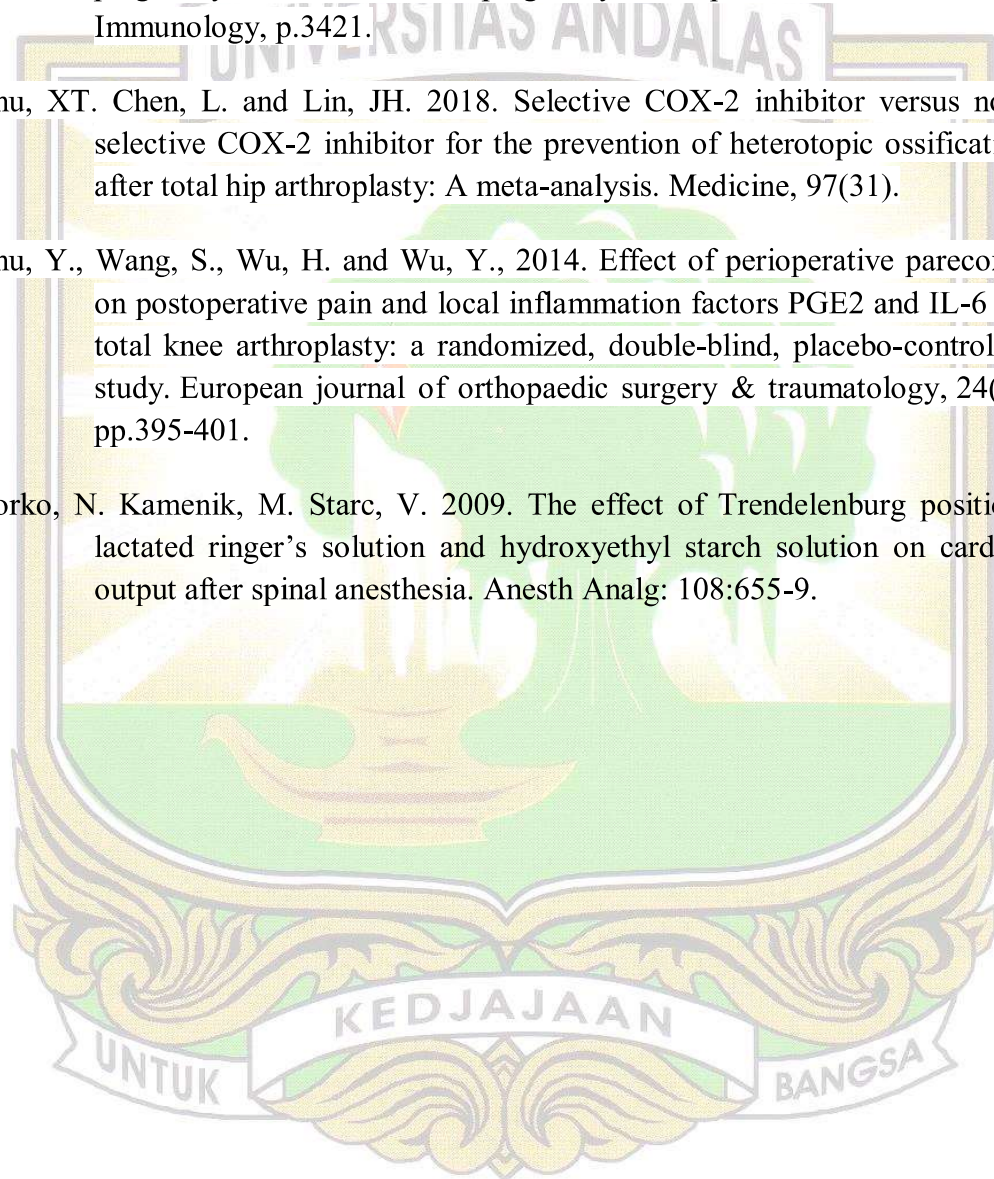 Immunology, p.3421.
UNIVERSITAS ANDALAS
XT. Chen, L. and Lin, JH. 2018. Selective COX-2 inhibitor versus
selective COX-2 inhibitor for the prevention of heterotopic ossificati
after total hip arthroplasty: A meta-analysis. Medicine, 97(31).
Y., Wang, S., Wu, H. and Wu, Y., 2014. Effect of perioperative pareco
on postoperative pain and local inflammation factors PGE2 and IL-6
total knee arthroplasty: a randomized, double-blind, placebo-control
study. European journal of orthopaedic surgery & traumatology, 24(
pp.395-401.
orko, N. Kamenik, M. Starc, V. 2009. The effect of Trendelenburg positio
lactated ringer’s solution and hydroxyethyl starch solution on card
output after spinal anesthesia. Anesth Analg: 108:655-9.
KEDJAJAAN
UNTUK
BANGSA